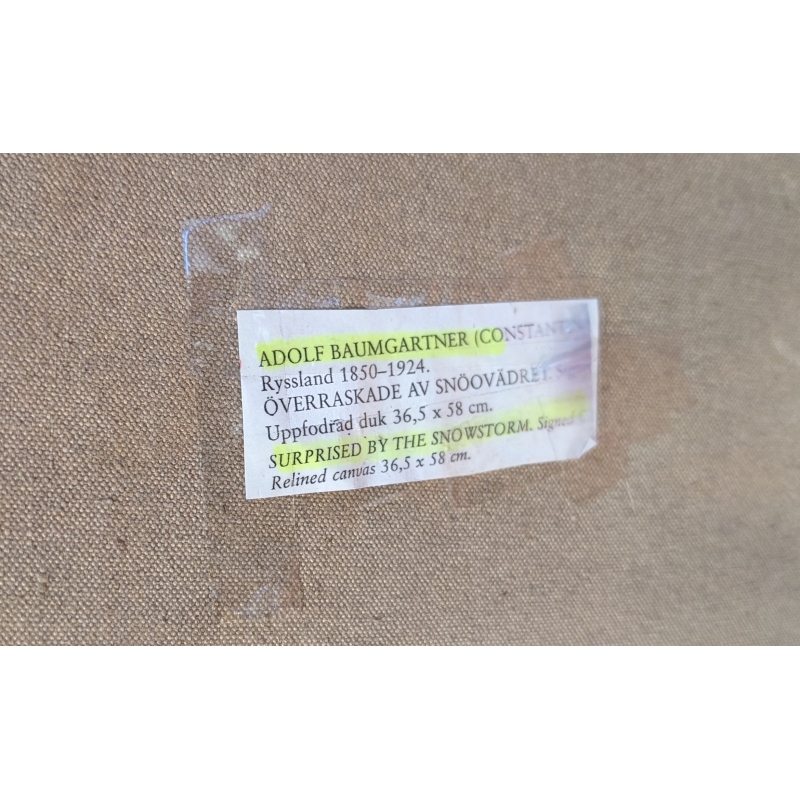 ADOLF BAUMGARTNER (CONSTANT
Ryssland 1850–1924.
ÖVERRASKADE AV SNÖOVÄDRET.
Uppfodrad duk 36,5 x 58 cm.
SURPRISED BY THE SNOWSTORM. Signed
Relined canvas 36,5 x 58 cm.